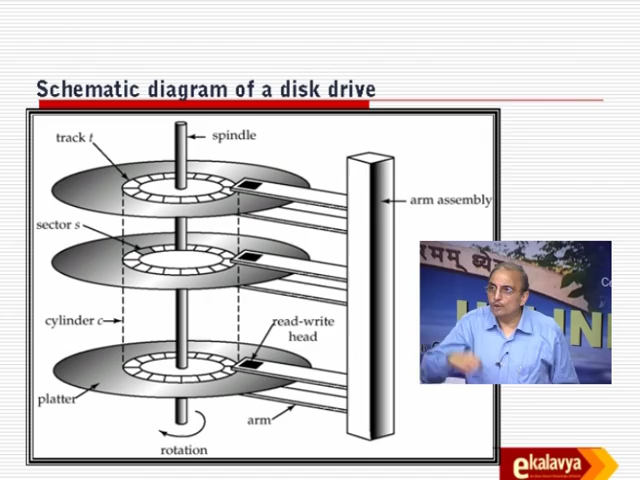 Schematic diagram of a disk drive
track t
spindle
arm assembly
sector s
cylinder c
read-write
head
platter
arm
rotation
ekalavya